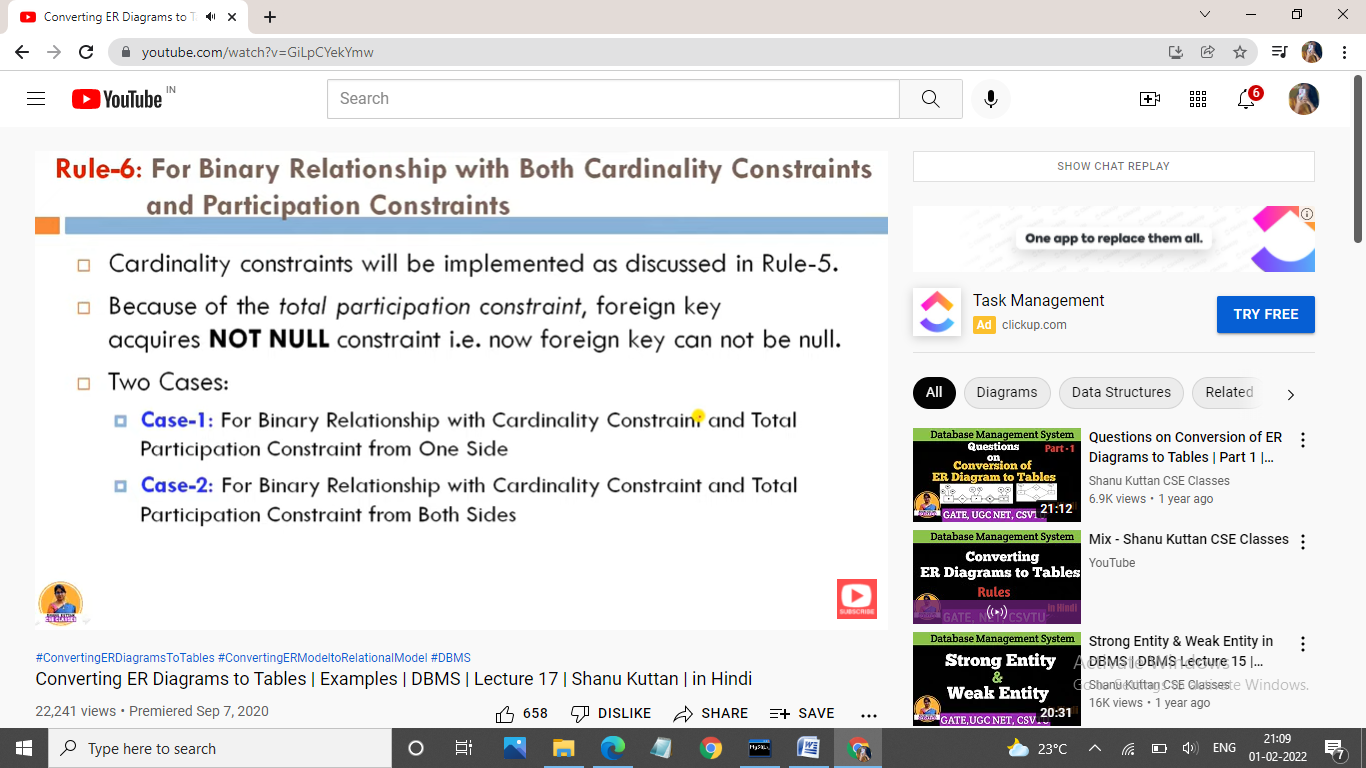 Converting ER Diagrams to T
youtube.com/watch?v=GiLpCYekYmw
YouTube IN
Search
6
Rule-6: For Binary Relationship with Both Cardinality Constraints
and Participation Constraints
Cardinality constraints will be implemented as discussed in Rule-5.
Because of the total participation constraint, foreign key
acquires NOT NULL constraint i.e. now foreign key can not be null.
Two Cases:
Case-1: For Binary Relationship with Cardinality Constraint and Total
Participation Constraint from One Side
Case-2: For Binary Relationship with Cardinality Constraint and Total
Participation Constraint from Both Sides
SUBSCRIBE
#ConvertingERDiagramsToTables #ConvertingERModeltoRelationalModel #DBMS
Converting ER Diagrams to Tables | Examples | DBMS | Lecture 17 | Shanu Kuttan | in Hindi
22,241 views • Premiered Sep 7, 2020
658 DISLIKE SHARE SAVE
SHOW CHAT REPLAY
One app to replace them all.
Task Management
Ad clickup.com
TRY FREE
All Diagrams Data Structures Related
Database Management System
Questions Part - 1
on
Conversion of
ER Diagram to Tables
GATE, UGC NET, CSVTU
21:12
Questions on Conversion of ER
Diagrams to Tables | Part 1 |...
Shanu Kuttan CSE Classes
6.9K views • 1 year ago
Database Management System
Converting
ER Diagrams to Tables
Rules
In Hindi
GATE, NET, CSVTU
Mix - Shanu Kuttan CSE Classes
YouTube
Database Management System
Strong Entity
&
Weak Entity
GATE,UGC NET, CSV
20:31
Strong Entity & Weak Entity in
DBMS | DBMS Lecture 15 |...
Shanu Kuttan CSE Classes
16K views • 1 year ago
Activate Windows
Go to Settings to activate Windows.
Type here to search
MySQL
23°C
ENG
21:09
01-02-2022
7